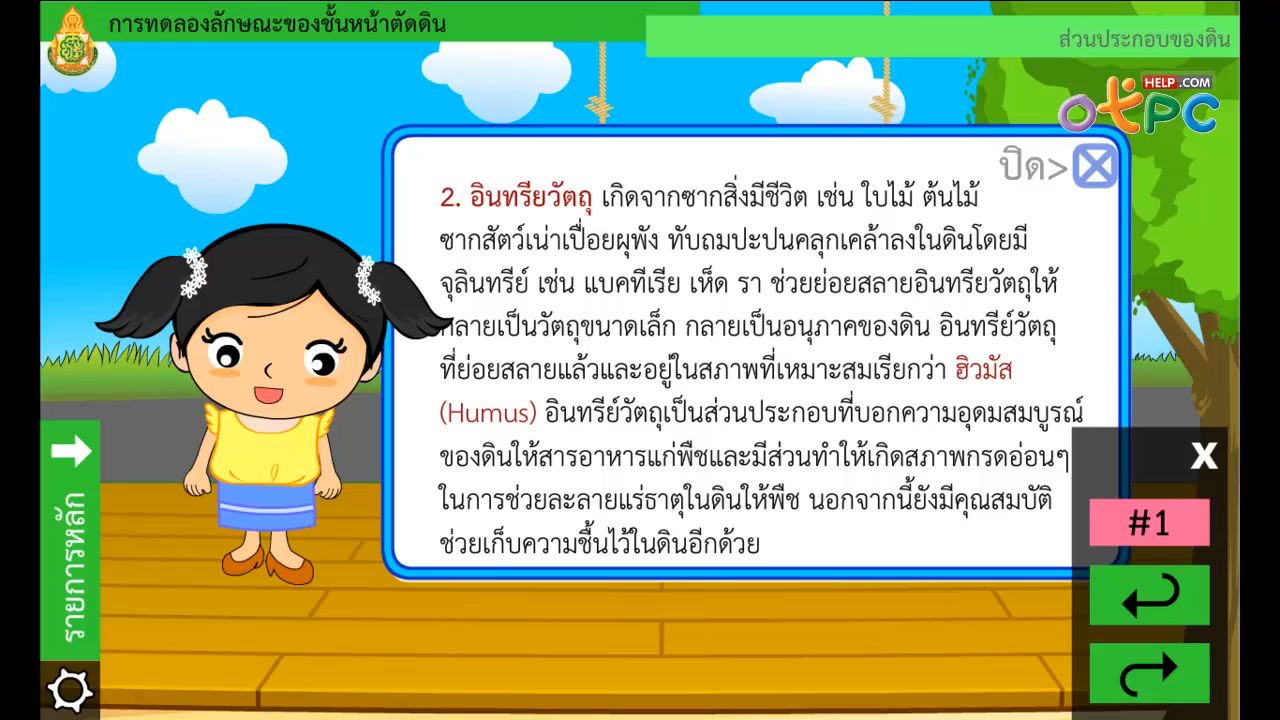 การทดลองลักษณะของชั้นหน้าตัดดิน
ส่วนประกอบของดิน
HELP.COM
OTPC
ปิด>
2. อินทรียวัตถุ เกิดจากซากสิ่งมีชีวิต เช่น ใบไม้ ต้นไม้
ซากสัตว์เน่าเปื่อยผุพัง ทับถมปะปนคลุกเคล้าลงในดินโดยมี
จุลินทรีย์ เช่น แบคทีเรีย เห็ด รา ช่วยย่อยสลายอินทรียวัตถุให้
กลายเป็นวัตถุขนาดเล็ก กลายเป็นอนุภาคของดิน อินทรีย์วัตถุ
ที่ย่อยสลายแล้วและอยู่ในสภาพที่เหมาะสมเรียกว่า ฮิวมัส
(Humus) อินทรีย์วัตถุเป็นส่วนประกอบที่บอกความอุดมสมบูรณ์
ของดินให้สารอาหารแก่พืชและมีส่วนทำให้เกิดสภาพกรดอ่อนๆ
ในการช่วยละลายแร่ธาตุในดินให้พืช นอกจากนี้ยังมีคุณสมบัติ
ช่วยเก็บความชื้นไว้ในดินอีกด้วย
X
#1
รายการหลัก